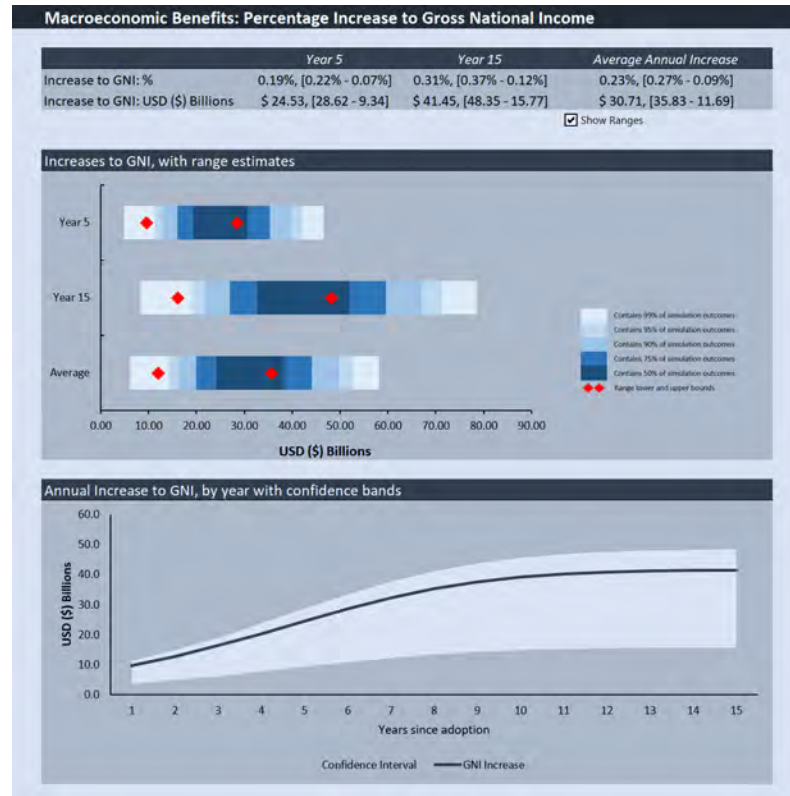 Macroeconomic Benefits: Percentage Increase to Gross National Income
Year 5 Year 15 Average Annual Increase
Increase to GNI: % 0.19%, [0.22% - 0.07%] 0.31%, [0.37% - 0.12%] 0.23%, [0.27% - 0.09%]
Increase to GNI: USD ($) Billions $ 24.53, [28.62 - 9.34] $ 41.45, [48.35 - 15.77] $ 30.71, [35.83 - 11.69]
Show Ranges
Increases to GNI, with range estimates
Year 5
Year 15
Average
Contains 99% of simulation outcomes
Contains 95% of simulation outcomes
Contains 90% of simulation outcomes
Contains 75% of simulation outcomes
Contains 50% of simulation outcomes
Range lower and upper bounds
0.00 10.00 20.00 30.00 40.00 50.00 60.00 70.00 80.00 90.00
USD ($) Billions
Annual Increase to GNI, by year with confidence bands
60.0
50.0
40.0
30.0
20.0
10.0
0.0
USD ($) Billions
1 2 3 4 5 6 7 8 9 10 11 12 13 14 15
Years since adoption
Confidence Interval GNI Increase